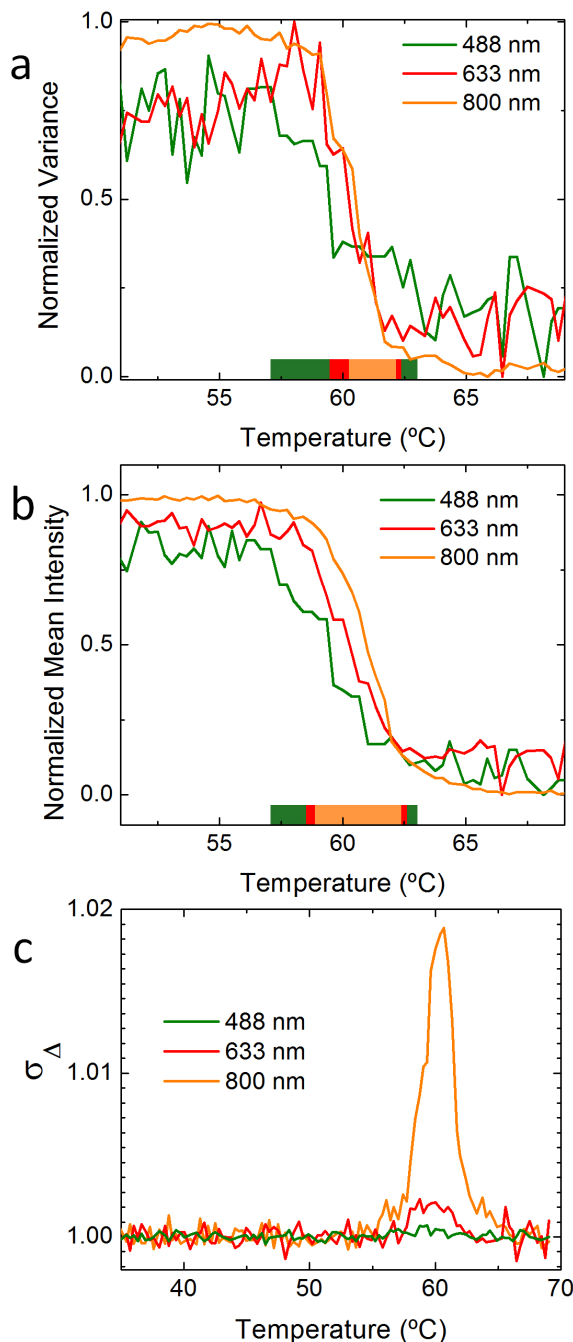 a
1.0
0.5
0.0
Normalized Variance
488 nm
633 nm
800 nm
55
60
65
Temperature (ºC)
b
1.0
0.5
0.0
Normalized Mean Intensity
488 nm
633 nm
800 nm
55
60
65
Temperature (ºC)
c
1.02
1.01
1.00
σΔ
488 nm
633 nm
800 nm
40
50
60
70
Temperature (ºC)